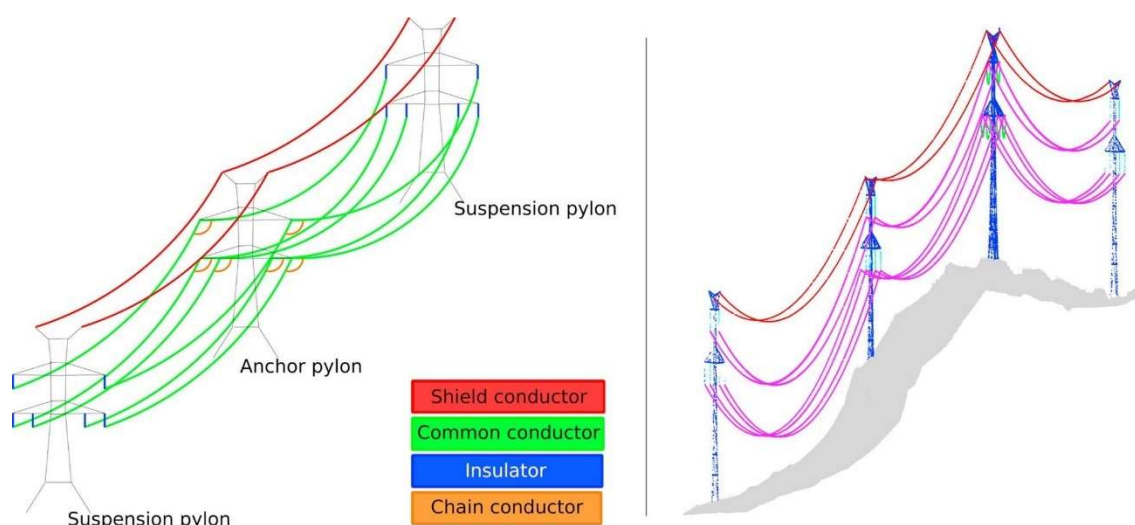 Suspension pylon
Anchor pylon
Shield conductor
Common conductor
Insulator
Chain conductor
Suspension pylon